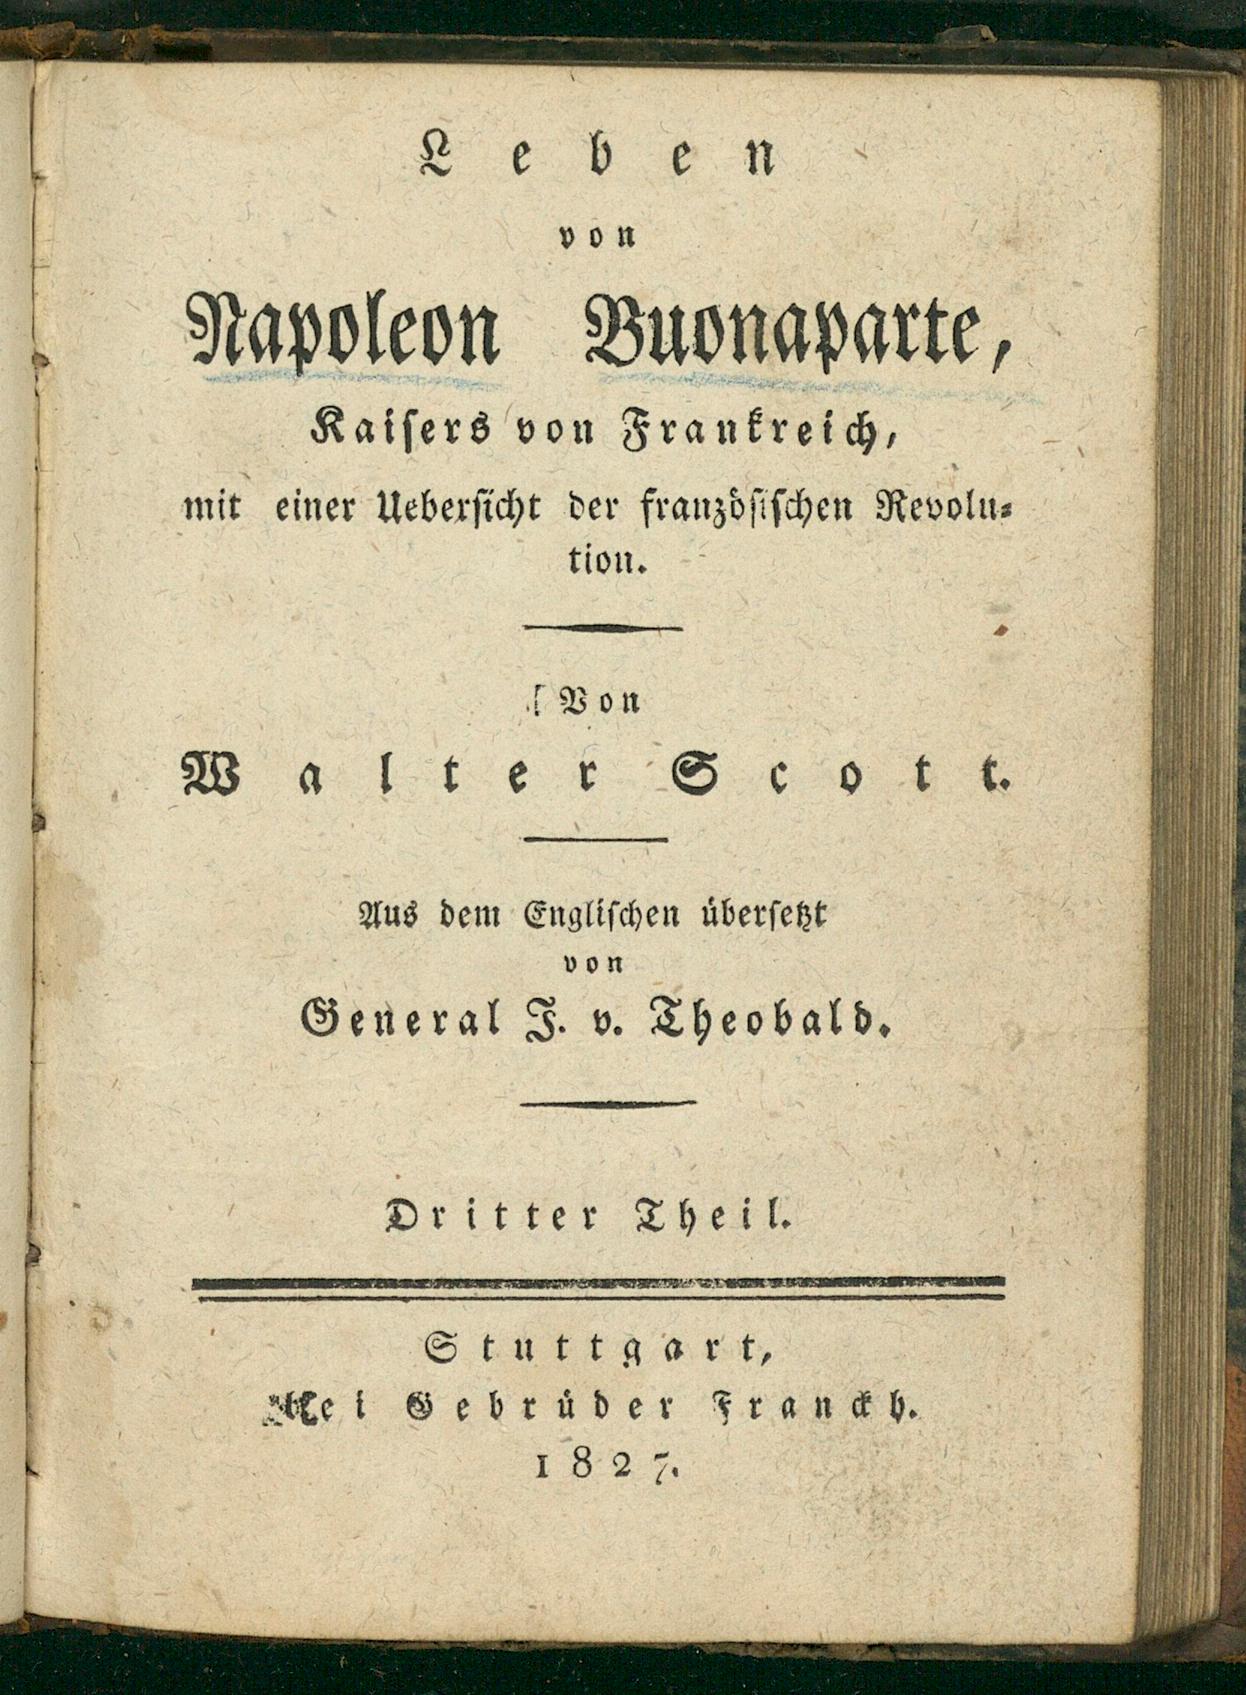 Leben
von
Napoleon Buonaparte,
Kaisers von Frankreich,
mit einer Uebersicht der französischen Revolu-
tion.
Von
Walter Scott.
Aus dem Englischen übersetzt
von
General J. v. Theobald.
Dritter Theil.
Stuttgart,
Bei Gebrüder Franckh.
1827.